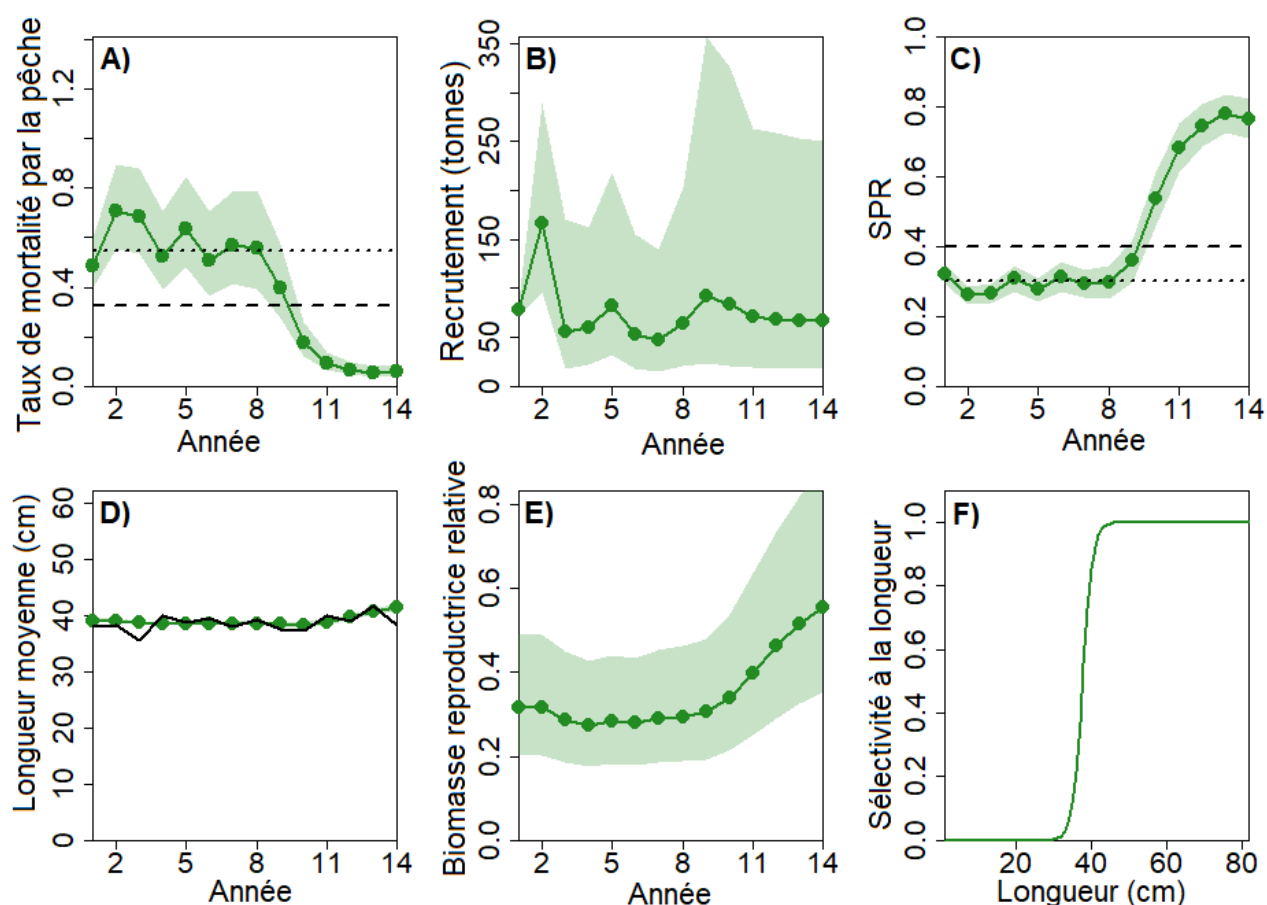 A)
Taux de mortalité par la pêche
0.0 0.4 0.8 1.2
2 5 8 11 14
Année
B)
Recrutement (tonnes)
0 50 150 250 350
2 5 8 11 14
Année
C)
SPR
0.0 0.2 0.4 0.6 0.8 1.0
2 5 8 11 14
Année
D)
Longueur moyenne (cm)
0 10 20 30 40 50 60
2 5 8 11 14
Année
E)
Biomasse reproductrice relative
0.0 0.2 0.4 0.6 0.8
2 5 8 11 14
Année
F)
Sélectivité à la longueur
0.0 0.2 0.4 0.6 0.8 1.0
20 40 60 80
Longueur (cm)